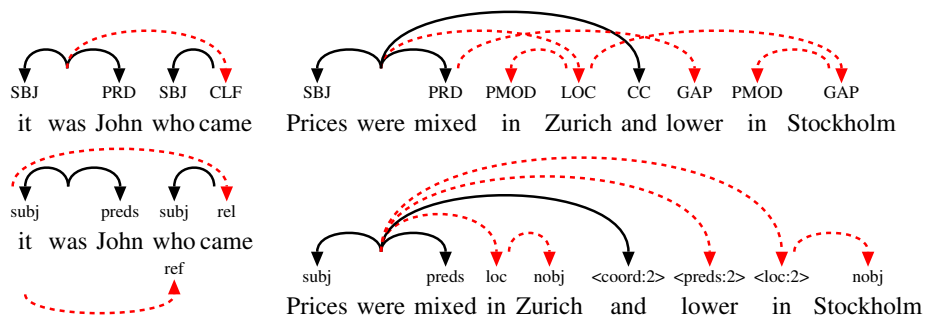 SBJ PRD SBJ CLF
it was John who came
subj preds subj rel
it was John who came
ref
SBJ PRD PMOD LOC CC GAP PMOD GAP
Prices were mixed in Zurich and lower in Stockholm
subj preds loc nobj <coord:2> <preds:2> <loc:2> nobj
Prices were mixed in Zurich and lower in Stockholm